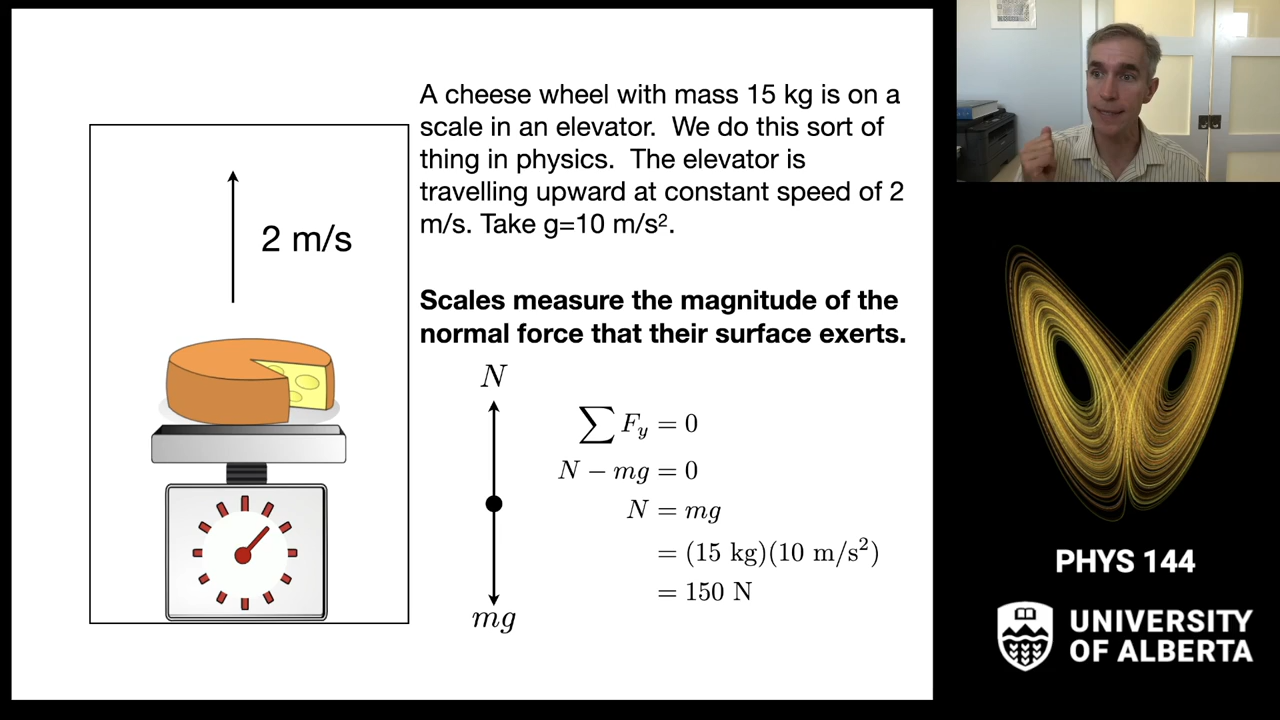 A cheese wheel with mass 15 kg is on a
scale in an elevator. We do this sort of
thing in physics. The elevator is
travelling upward at constant speed of 2
m/s. Take g=10 m/s².
2 m/s
Scales measure the magnitude of the
normal force that their surface exerts.
N
∑ F_y = 0
N − mg = 0
N = mg
= (15 kg)(10 m/s²)
= 150 N
mg
PHYS 144
UNIVERSITY
OF ALBERTA